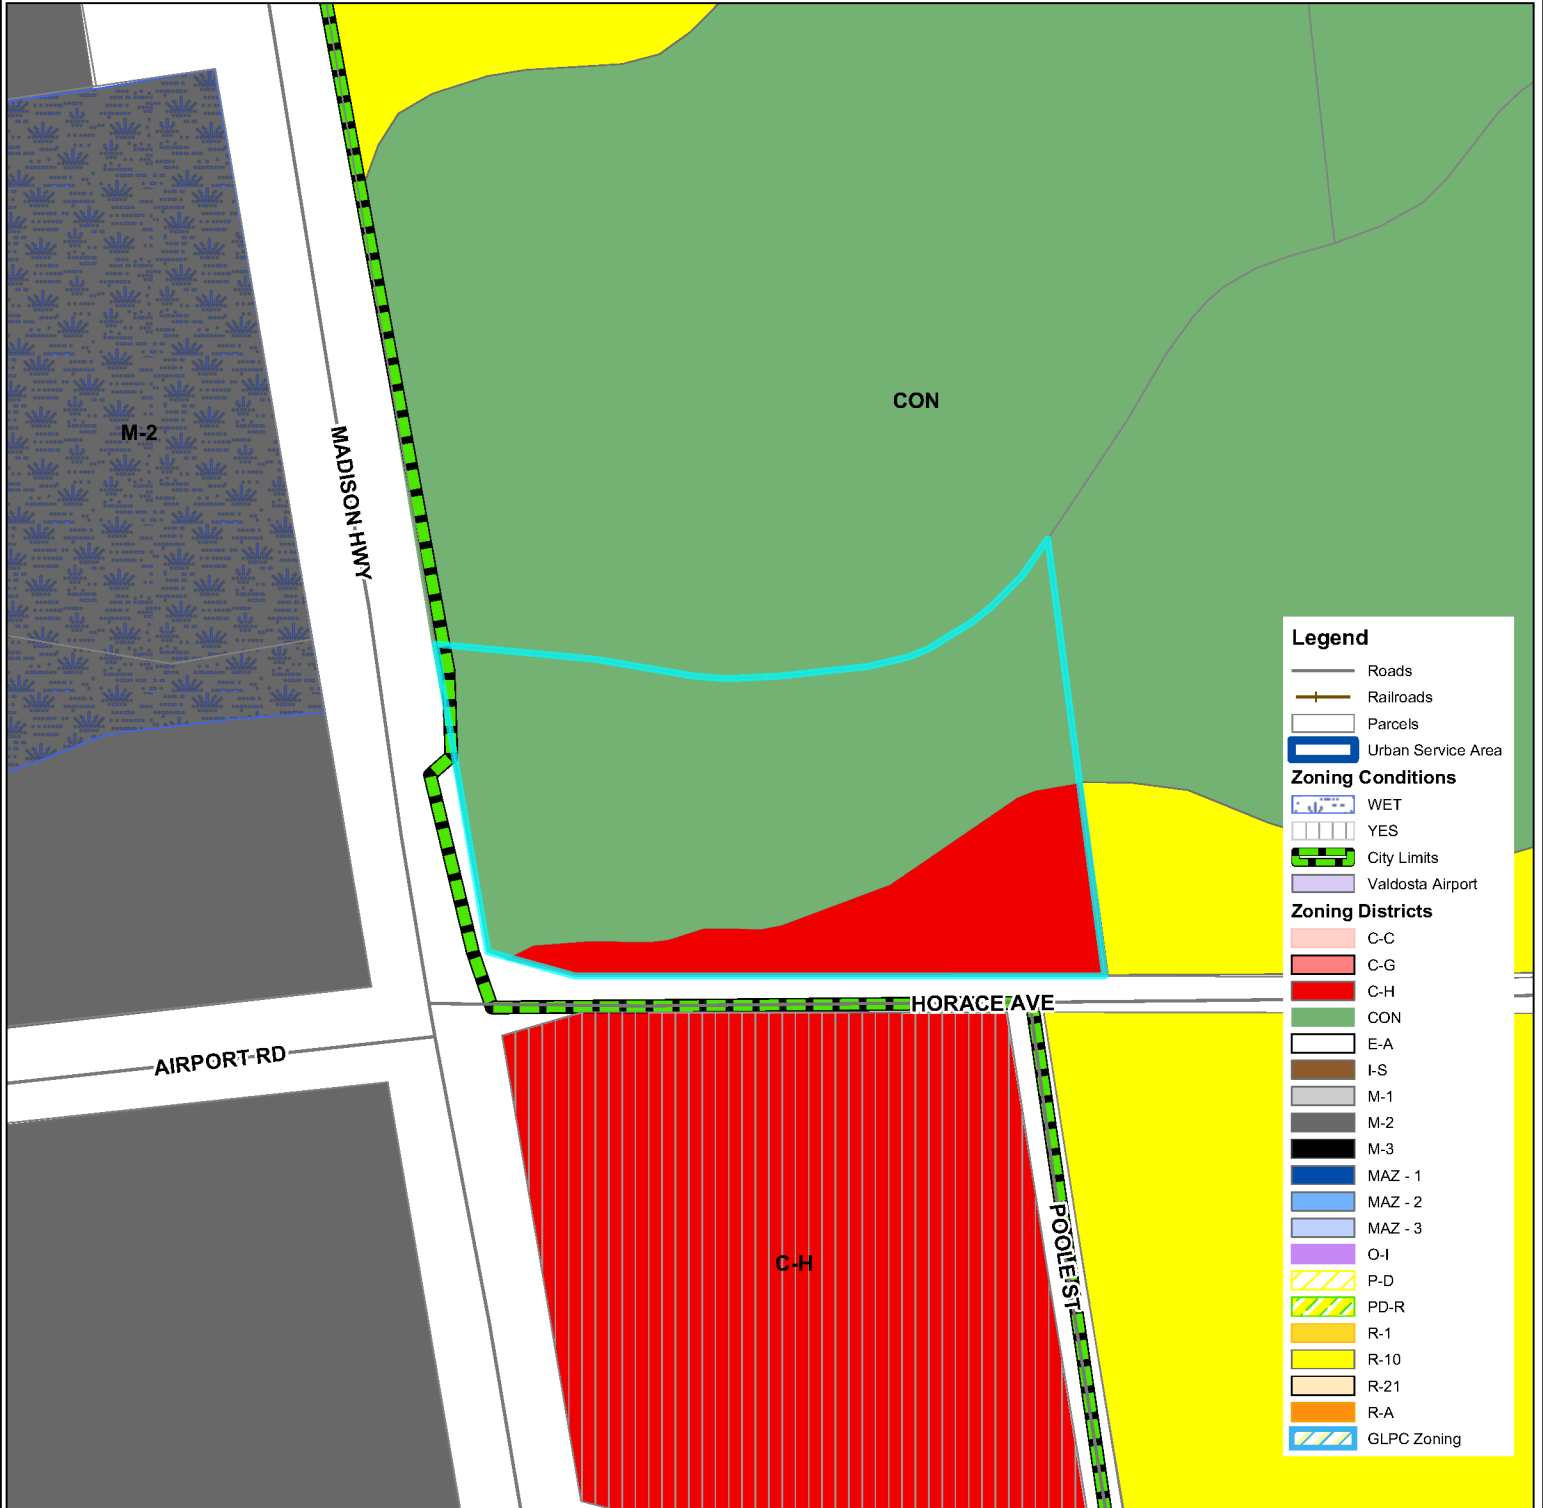 CON
M-2
MADISON HWY
HORACE AVE
AIRPORT RD
POOLE ST
C-H
Legend
Roads
Railroads
Parcels
Urban Service Area
Zoning Conditions
WET
YES
City Limits
Valdosta Airport
Zoning Districts
C-C
C-G
C-H
CON
E-A
I-S
M-1
M-2
M-3
MAZ - 1
MAZ - 2
MAZ - 3
O-I
P-D
PD-R
R-1
R-10
R-21
R-A
GLPC Zoning